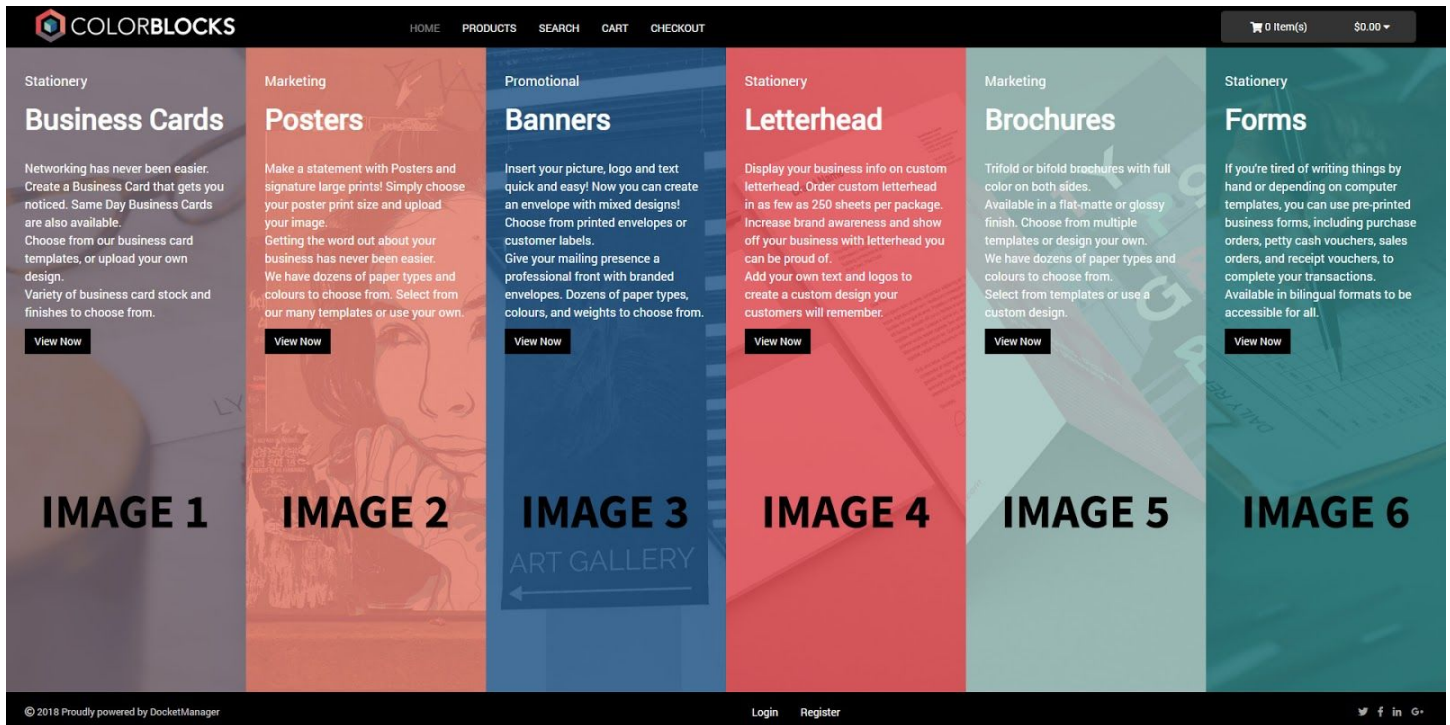 COLORBLOCKS
HOME PRODUCTS SEARCH CART CHECKOUT
0 Item(s) $0.00
Stationery
Business Cards
Networking has never been easier.
Create a Business Card that gets you
noticed. Same Day Business Cards
are also available.
Choose from our business card
templates, or upload your own
design.
Variety of business card stock and
finishes to choose from.
View Now
LY
IMAGE 1
Marketing
Posters
Make a statement with Posters and
signature large prints! Simply choose
your poster print size and upload
your image.
Getting the word out about your
business has never been easier.
We have dozens of paper types and
colours to choose from. Select from
our many templates or use your own.
View Now
IMAGE 2
Promotional
Banners
Insert your picture, logo and text
quick and easy! Now you can create
an envelope with mixed designs!
Choose from printed envelopes or
customer labels.
Give your mailing presence a
professional front with branded
envelopes. Dozens of paper types,
colours, and weights to choose from.
View Now
IMAGE 3
ART GALLERY
Stationery
Letterhead
Display your business info on custom
letterhead. Order custom letterhead
in as few as 250 sheets per package.
Increase brand awareness and show
off your business with letterhead you
can be proud of.
Add your own text and logos to
create a custom design your
customers will remember.
View Now
IMAGE 4
Marketing
Brochures
Trifold or bifold brochures with full
color on both sides.
Available in a flat-matte or glossy
finish. Choose from multiple
templates or design your own.
We have dozens of paper types and
colours to choose from.
Select from templates or use a
custom design.
View Now
IMAGE 5
Stationery
Forms
If you're tired of writing things by
hand or depending on computer
templates, you can use pre-printed
business forms, including purchase
orders, petty cash vouchers, sales
orders, and receipt vouchers, to
complete your transactions.
Available in bilingual formats to be
accessible for all.
View Now
IMAGE 6
© 2018 Proudly powered by DocketManager
Login Register